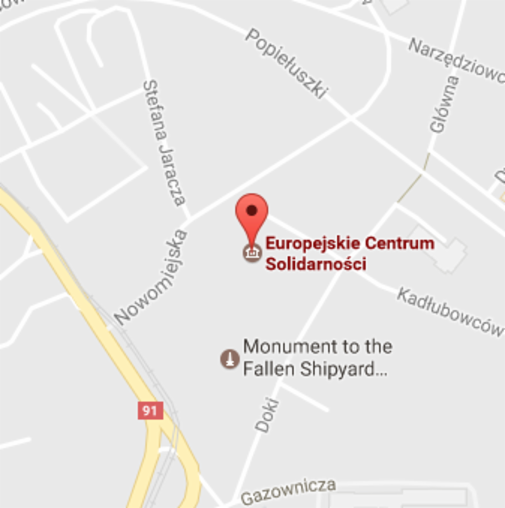 Popiełuszki
Narzędziowc
Główna
Stefana Jaracza
Nowomiejska
Europejskie Centrum
Solidarności
Kadłubowców
Monument to the
Fallen Shipyard...
91
Doki
Gazownicza